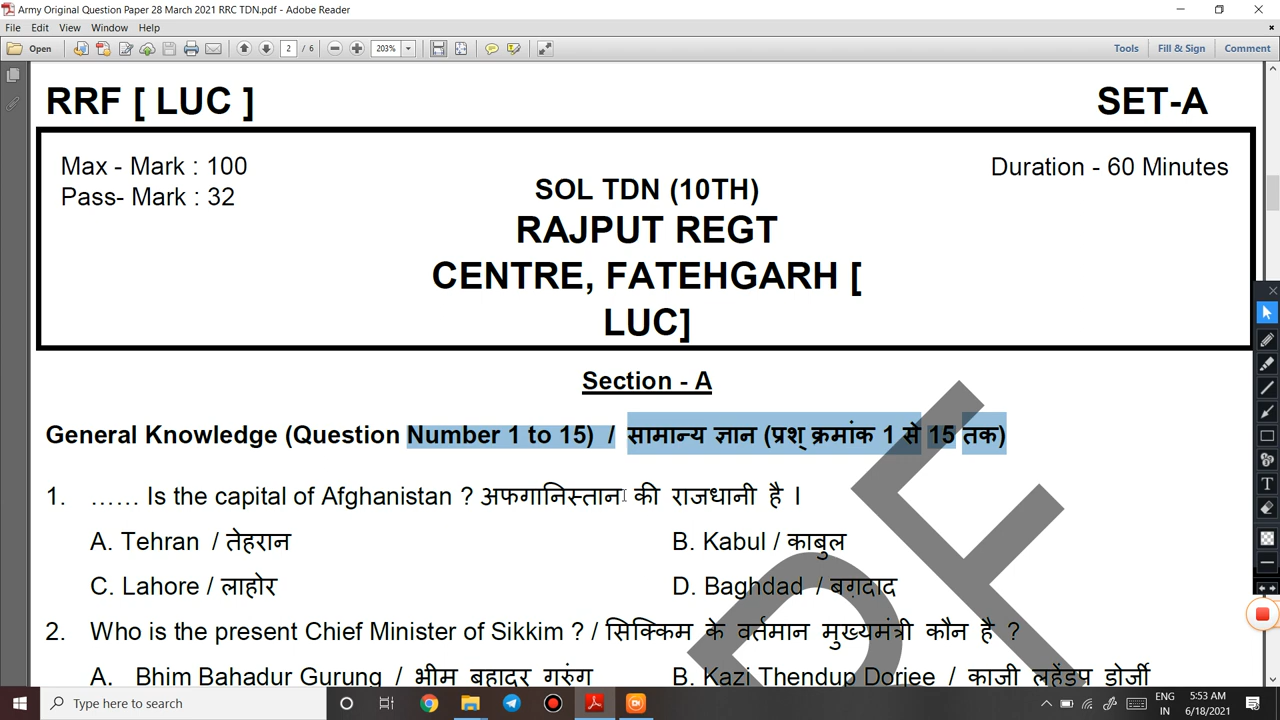 Army Original Question Paper 28 March 2021 RRC TDN.pdf - Adobe Reader
File Edit View Window Help
Open 2 / 6 203% Tools Fill & Sign Comment
RRF [ LUC ] SET-A
Max - Mark : 100 Duration - 60 Minutes
Pass- Mark : 32
SOL TDN (10TH)
RAJPUT REGT
CENTRE, FATEHGARH [
LUC]
Section - A
General Knowledge (Question Number 1 to 15) / सामान्य ज्ञान (प्रश् क्रमांक 1 से 15 तक)
1. …… Is the capital of Afghanistan ? अफगानिस्तान की राजधानी है I
A. Tehran / तेहरान B. Kabul / काबुल
C. Lahore / लाहोर D. Baghdad / बग़दाद
2. Who is the present Chief Minister of Sikkim ? / सिक्किम के वर्तमान मुख्यमंत्री कौन है ?
A. Bhim Bahadur Gurung / भीम बहादुर गरुंग B. Kazi Thendup Dorjee / काजी लहेंडप डोर्जी
Type here to search ENG 5:53 AM
IN 6/18/2021